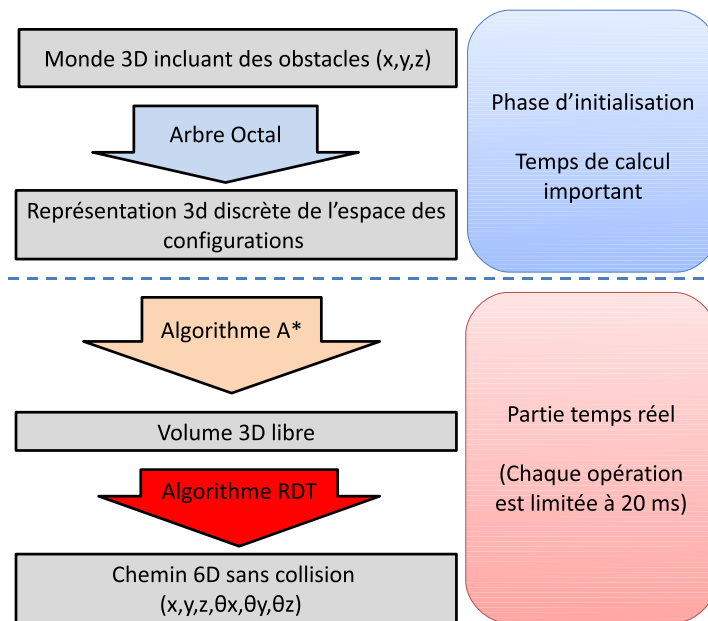 Monde 3D incluant des obstacles (x,y,z)
Arbre Octal
Représentation 3d discrète de l'espace des
configurations
Phase d'initialisation
Temps de calcul
important
Algorithme A*
Volume 3D libre
Algorithme RDT
Chemin 6D sans collision
(x,y,z,θx,θy,θz)
Partie temps réel
(Chaque opération
est limitée à 20 ms)